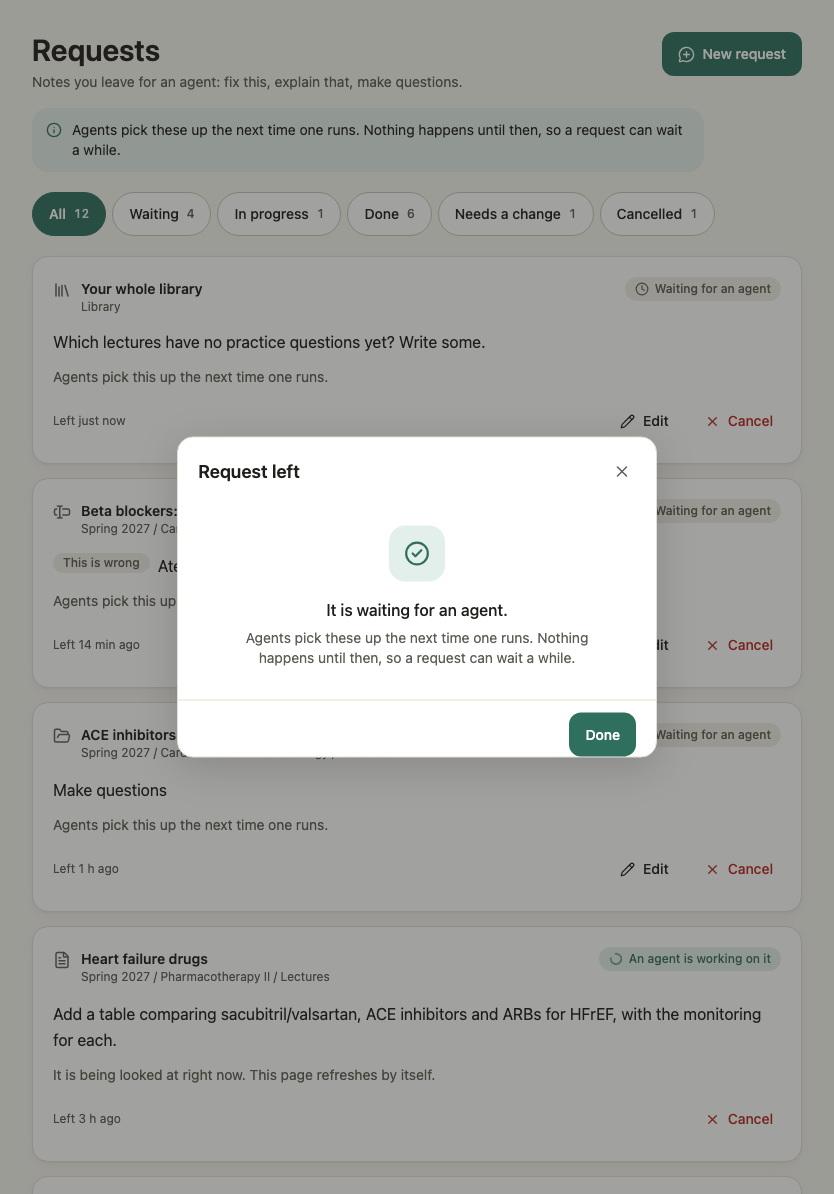 Requests
New request
Notes you leave for an agent: fix this, explain that, make questions.
Agents pick these up the next time one runs. Nothing happens until then, so a request can wait
a while.
All 12
Waiting 4
In progress 1
Done 6
Needs a change 1
Cancelled 1
Your whole library
Library
Waiting for an agent
Which lectures have no practice questions yet? Write some.
Agents pick this up the next time one runs.
Left just now
Edit
Cancel
Beta blockers:
Spring 2027 /
Waiting for an agent
This is wrong
Agents pick this up
Left 14 min ago
Cancel
Request left
It is waiting for an agent.
Agents pick these up the next time one runs. Nothing
happens until then, so a request can wait a while.
Done
ACE inhibitors
Spring 2027 /
Waiting for an agent
Make questions
Agents pick this up the next time one runs.
Left 1 h ago
Edit
Cancel
Heart failure drugs
Spring 2027 / Pharmacotherapy II / Lectures
An agent is working on it
Add a table comparing sacubitril/valsartan, ACE inhibitors and ARBs for HFrEF, with the monitoring
for each.
It is being looked at right now. This page refreshes by itself.
Left 3 h ago
Cancel